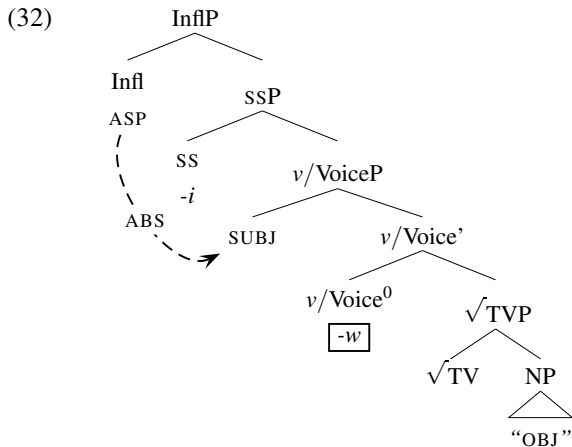 (32)
InflP
Infl
SSP
ASP
SS
v/VoiceP
-i
ABS
SUBJ
v/Voice’
v/Voice⁰
√TVP
-w
√TV
NP
“OBJ”